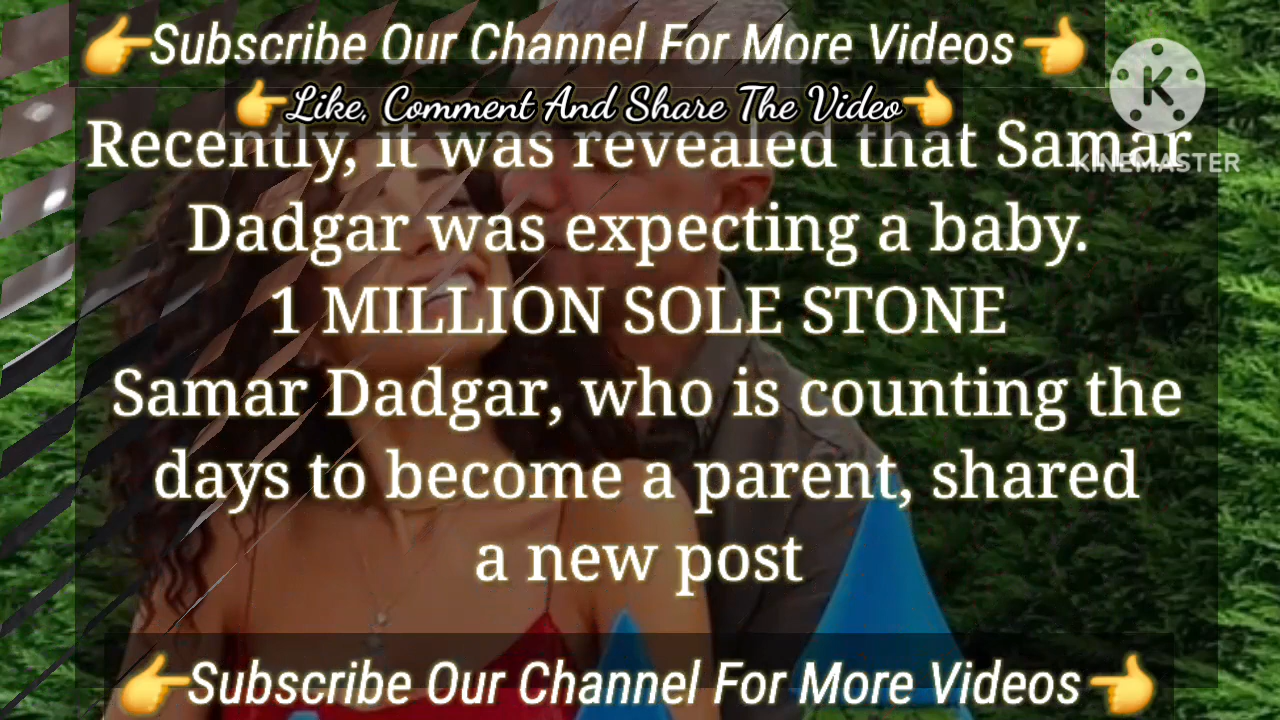 👉Subscribe Our Channel For More Videos👈
👉Like, Comment And Share The Video👈
K
KINEMASTER
Recently, it was revealed that Samar
Dadgar was expecting a baby.
1 MILLION SOLE STONE
Samar Dadgar, who is counting the
days to become a parent, shared
a new post
👉Subscribe Our Channel For More Videos👈